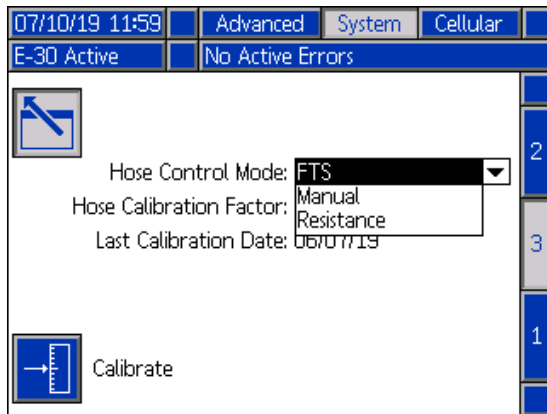 07/10/19 11:59 Advanced System Cellular
E-30 Active No Active Errors
Hose Control Mode: FTS
Manual
Hose Calibration Factor:
Resistance
Last Calibration Date: 06/07/19
2
3
1
Calibrate